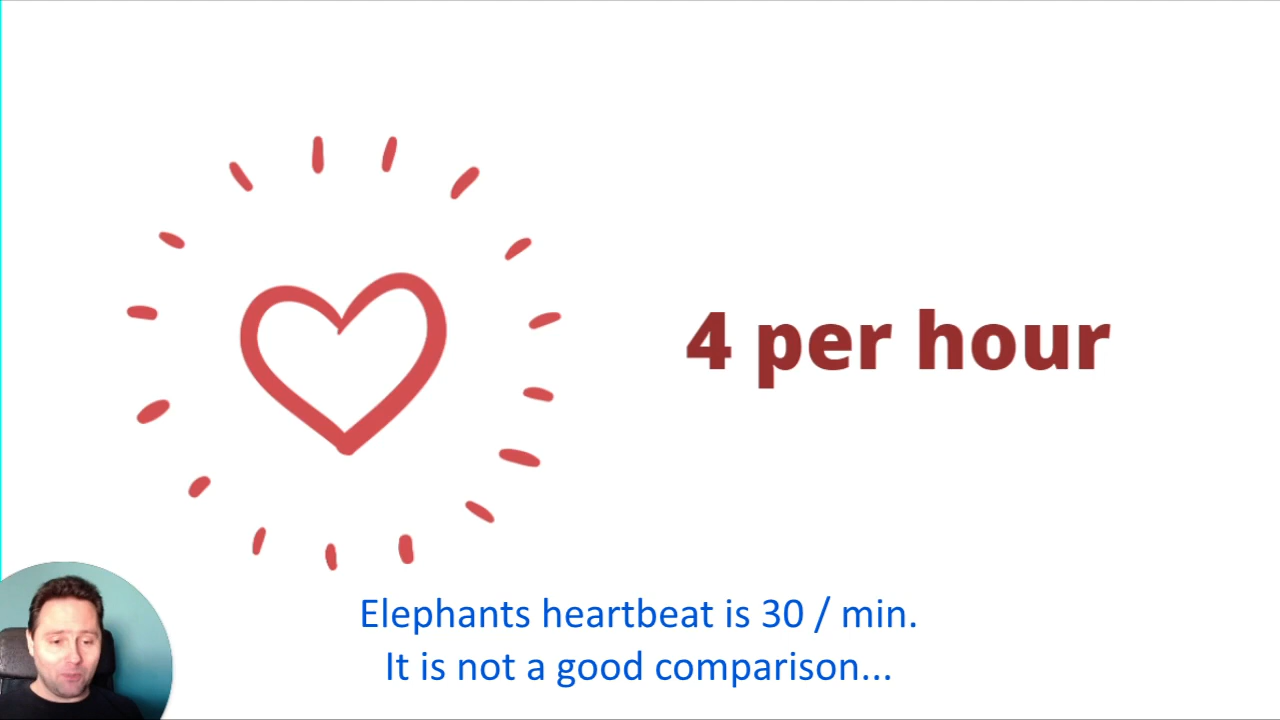 4 per hour
Elephants heartbeat is 30 / min.
It is not a good comparison...